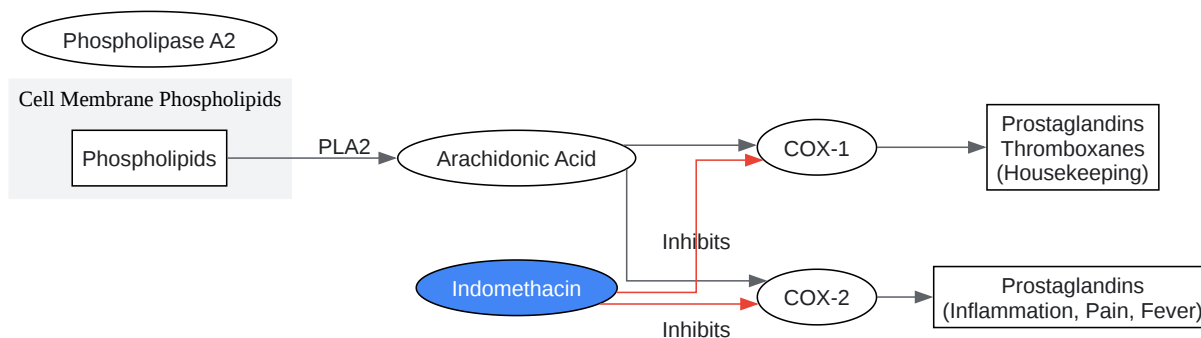 Phospholipase A2
Cell Membrane Phospholipids
Phospholipids
PLA2
Arachidonic Acid
COX-1
Prostaglandins
Thromboxanes
(Housekeeping)
Inhibits
Indomethacin
Inhibits
COX-2
Prostaglandins
(Inflammation, Pain, Fever)